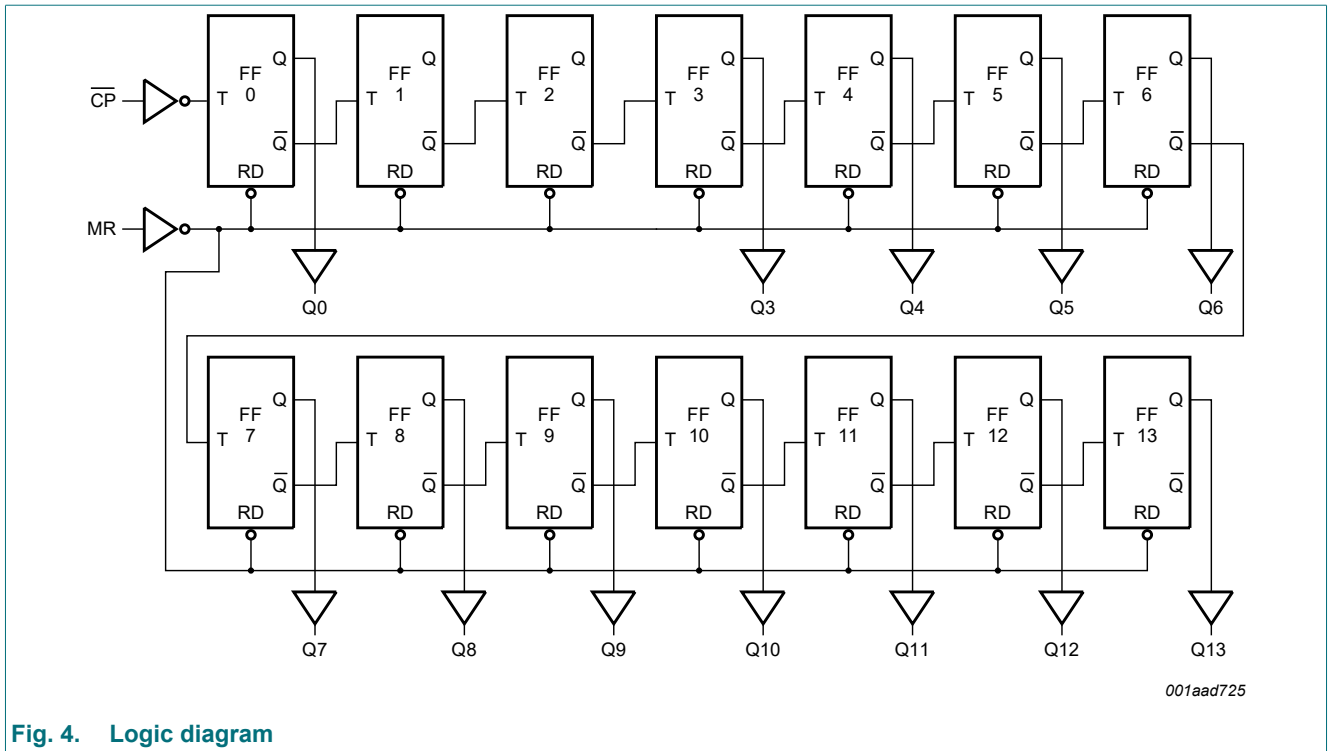 Q Q Q Q Q Q Q
FF FF FF FF FF FF FF
C̅P̅ T 0 T 1 T 2 T 3 T 4 T 5 T 6
Q̅ Q̅ Q̅ Q̅ Q̅ Q̅ Q̅
RD RD RD RD RD RD RD
MR
Q0 Q3 Q4 Q5 Q6
Q Q Q Q Q Q Q
FF FF FF FF FF FF FF
T 7 T 8 T 9 T 10 T 11 T 12 T 13
Q̅ Q̅ Q̅ Q̅ Q̅ Q̅ Q̅
RD RD RD RD RD RD RD
Q7 Q8 Q9 Q10 Q11 Q12 Q13
001aad725
Fig. 4. Logic diagram